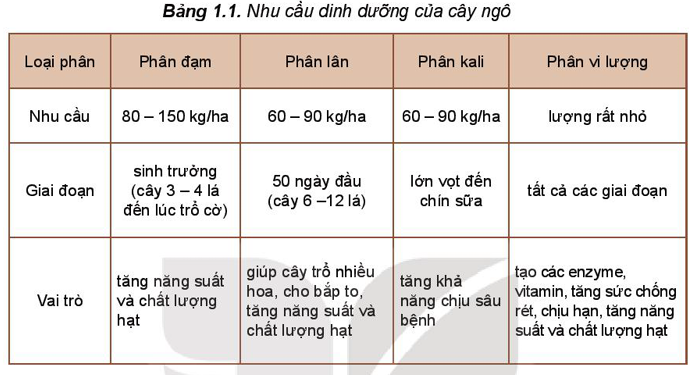 Bảng 1.1. Nhu cầu dinh dưỡng của cây ngô
Loại phân Phân đạm Phân lân Phân kali Phân vi lượng
Nhu cầu 80 – 150 kg/ha 60 – 90 kg/ha 60 – 90 kg/ha lượng rất nhỏ
Giai đoạn
sinh trưởng
(cây 3 – 4 lá
đến lúc trổ cờ)
50 ngày đầu
(cây 6 –12 lá)
lớn vọt đến
chín sữa
tất cả các giai đoạn
Vai trò
tăng năng suất
và chất lượng
hạt
giúp cây trổ nhiều
hoa, cho bắp to,
tăng năng suất và
chất lượng hạt
tăng khả
năng chịu sâu
bệnh
tạo các enzyme,
vitamin, tăng sức chống
rét, chịu hạn, tăng năng
suất và chất lượng hạt